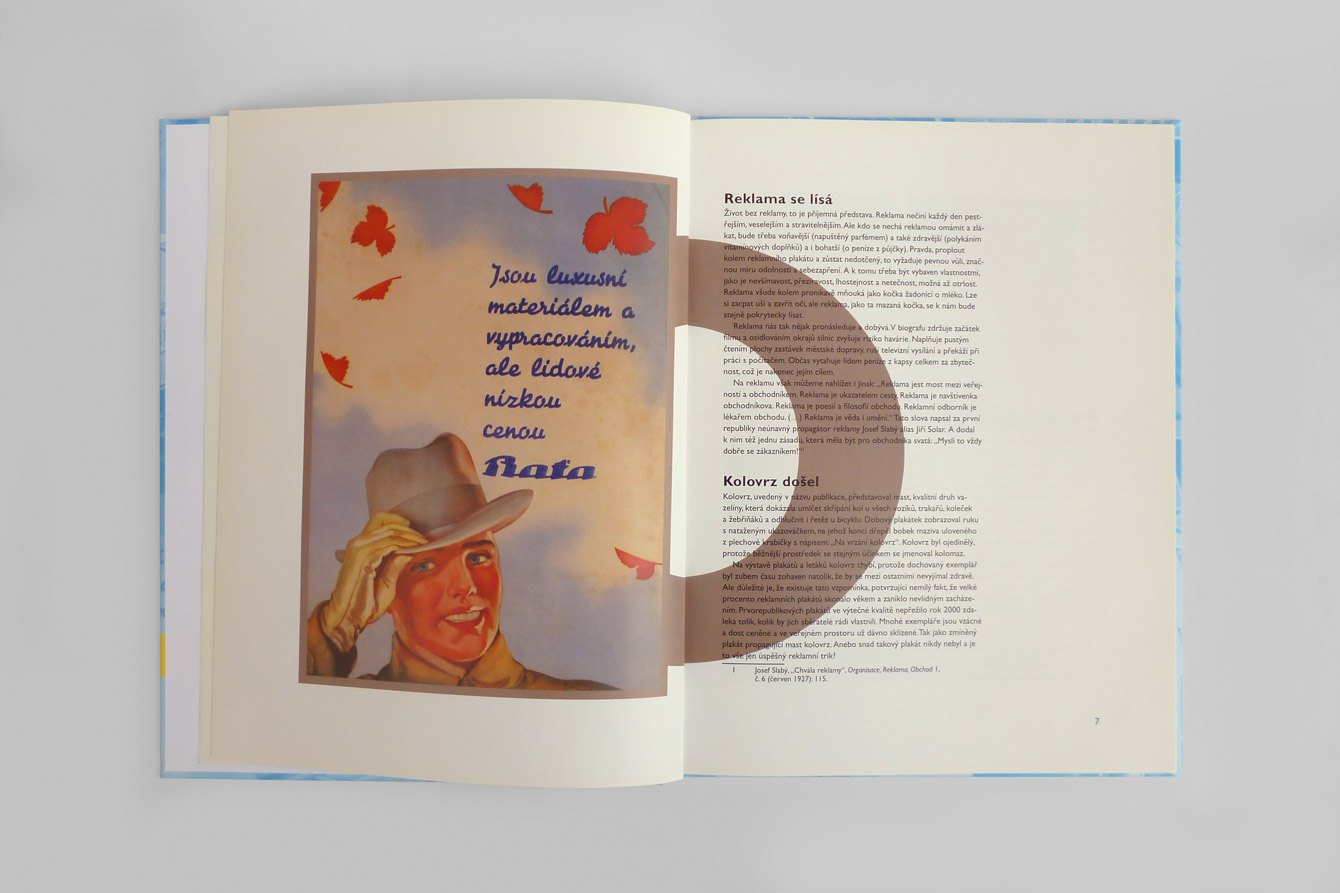 Jsou luxusní
materiálem a
vypracováním,
ale lidové
nízkou
cenou
Baťa
Reklama se lísá
Život bez reklamy, to je příjemná představa. Reklama nečiní každý den pest-
řejším, veselejším a stravitelnějším. Ale kdo se nechá reklamou omámit a zlá-
kat, bude třeba voňavější (napuštěný parfémem) a také zdravější (polykáním
vitamínových doplňků) a i bohatší (o peníze z půjčky). Pravda, proplout
kolem reklamního plakátu a zůstat nedotčený, to vyžaduje pevnou vůli, znač-
nou míru odolnosti a sebezapření. A k tomu třeba být vybaven vlastnostmi,
jako je nevšímavost, přezíravost, lhostejnost a netečnost, možná až otrlost.
Reklama všude kolem pronikavě mňouká jako kočka žadonící o mléko. Lze
si zacpat uši a zavřít oči, ale reklama, jako ta mazaná kočka, se k nám bude
stejně pokrytecky lísat.
Reklama nás tak nějak pronásleduje a dobývá. V biografu zdržuje začátek
filmu a osidlováním okrajů silnic zvyšuje riziko havárie. Naplňuje pustým
čtením plochy zastávek městské dopravy, ruší televizní vysílání a překáží při
práci s počítačem. Občas vytahuje lidem peníze z kapsy celkem za zbyteč-
nost, což je nakonec jejím cílem.
Na reklamu však můžeme nahlížet i jinak: „Reklama jest most mezi veřej-
ností a obchodníkem. Reklama je ukazatelem cesty. Reklama je navštívenka
obchodníkova. Reklama je poesií a filosofií obchodu. Reklamní odborník je
lékařem obchodu. (...) Reklama je věda i umění.“ Tato slova napsal za první
republiky neúnavný propagátor reklamy Josef Slabý alias Jiří Solar. A dodal
k nim též jednu zásadu, která měla být pro obchodníka svatá: „Mysli to vždy
dobře se zákazníkem!“¹
Kolovrz došel
Kolovrz, uvedený v názvu publikace, představoval mast, kvalitní druh va-
zelíny, která dokázala umlčet skřípání kol u všech vozíků, trakařů, koleček
a žebřiňáků a odhlučnit i řetěz u bicyklu. Dobový plakátek zobrazoval ruku
s nataženým ukazováčkem, na jehož konci dřepěl bobek maziva uloveného
z plechové krabičky s nápisem: „Na vrzání kolovrz“. Kolovrz byl ojedinělý,
protože běžnější prostředek se stejným účinkem se jmenoval kolomaz.
Na výstavě plakátů a letáků kolovrz chybí, protože dochovaný exemplář
byl zubem času zohaven natolik, že by se mezi ostatními nevyjímal zdravě.
Ale důležité je, že existuje tato vzpomínka, potvrzující nemilý fakt, že velké
procento reklamních plakátů skonalo věkem a zaniklo nevlídným zacháze-
ním. Prvorepublikových plakátů ve výtečné kvalitě nepřežilo rok 2000 zda-
leka tolik, kolik by jich sběratelé rádi vlastnili. Mnohé exempláře jsou vzácné
a dost ceněné a ve veřejném prostoru už dávno sklizené. Tak jako zmíněný
plakát propagující mast kolovrz. Anebo snad takový plakát nikdy nebyl a je
to vše jen úspěšný reklamní trik?
1 Josef Slabý, „Chvála reklamy“, Organisace, Reklama, Obchod 1,
č. 6 (červen 1927): 115.
7